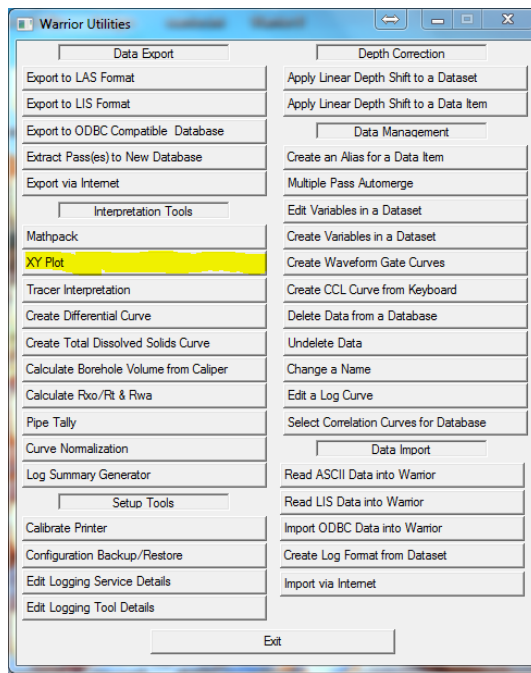 Warrior Utilities
Data Export
Export to LAS Format
Export to LIS Format
Export to ODBC Compatible Database
Extract Pass(es) to New Database
Export via Internet
Interpretation Tools
Mathpack
XY Plot
Tracer Interpretation
Create Differential Curve
Create Total Dissolved Solids Curve
Calculate Borehole Volume from Caliper
Calculate Rxo/Rt & Rwa
Pipe Tally
Curve Normalization
Log Summary Generator
Setup Tools
Calibrate Printer
Configuration Backup/Restore
Edit Logging Service Details
Edit Logging Tool Details
Depth Correction
Apply Linear Depth Shift to a Dataset
Apply Linear Depth Shift to a Data Item
Data Management
Create an Alias for a Data Item
Multiple Pass Automerge
Edit Variables in a Dataset
Create Variables in a Dataset
Create Waveform Gate Curves
Create CCL Curve from Keyboard
Delete Data from a Database
Undelete Data
Change a Name
Edit a Log Curve
Select Correlation Curves for Database
Data Import
Read ASCII Data into Warrior
Read LIS Data into Warrior
Import ODBC Data into Warrior
Create Log Format from Dataset
Import via Internet
Exit